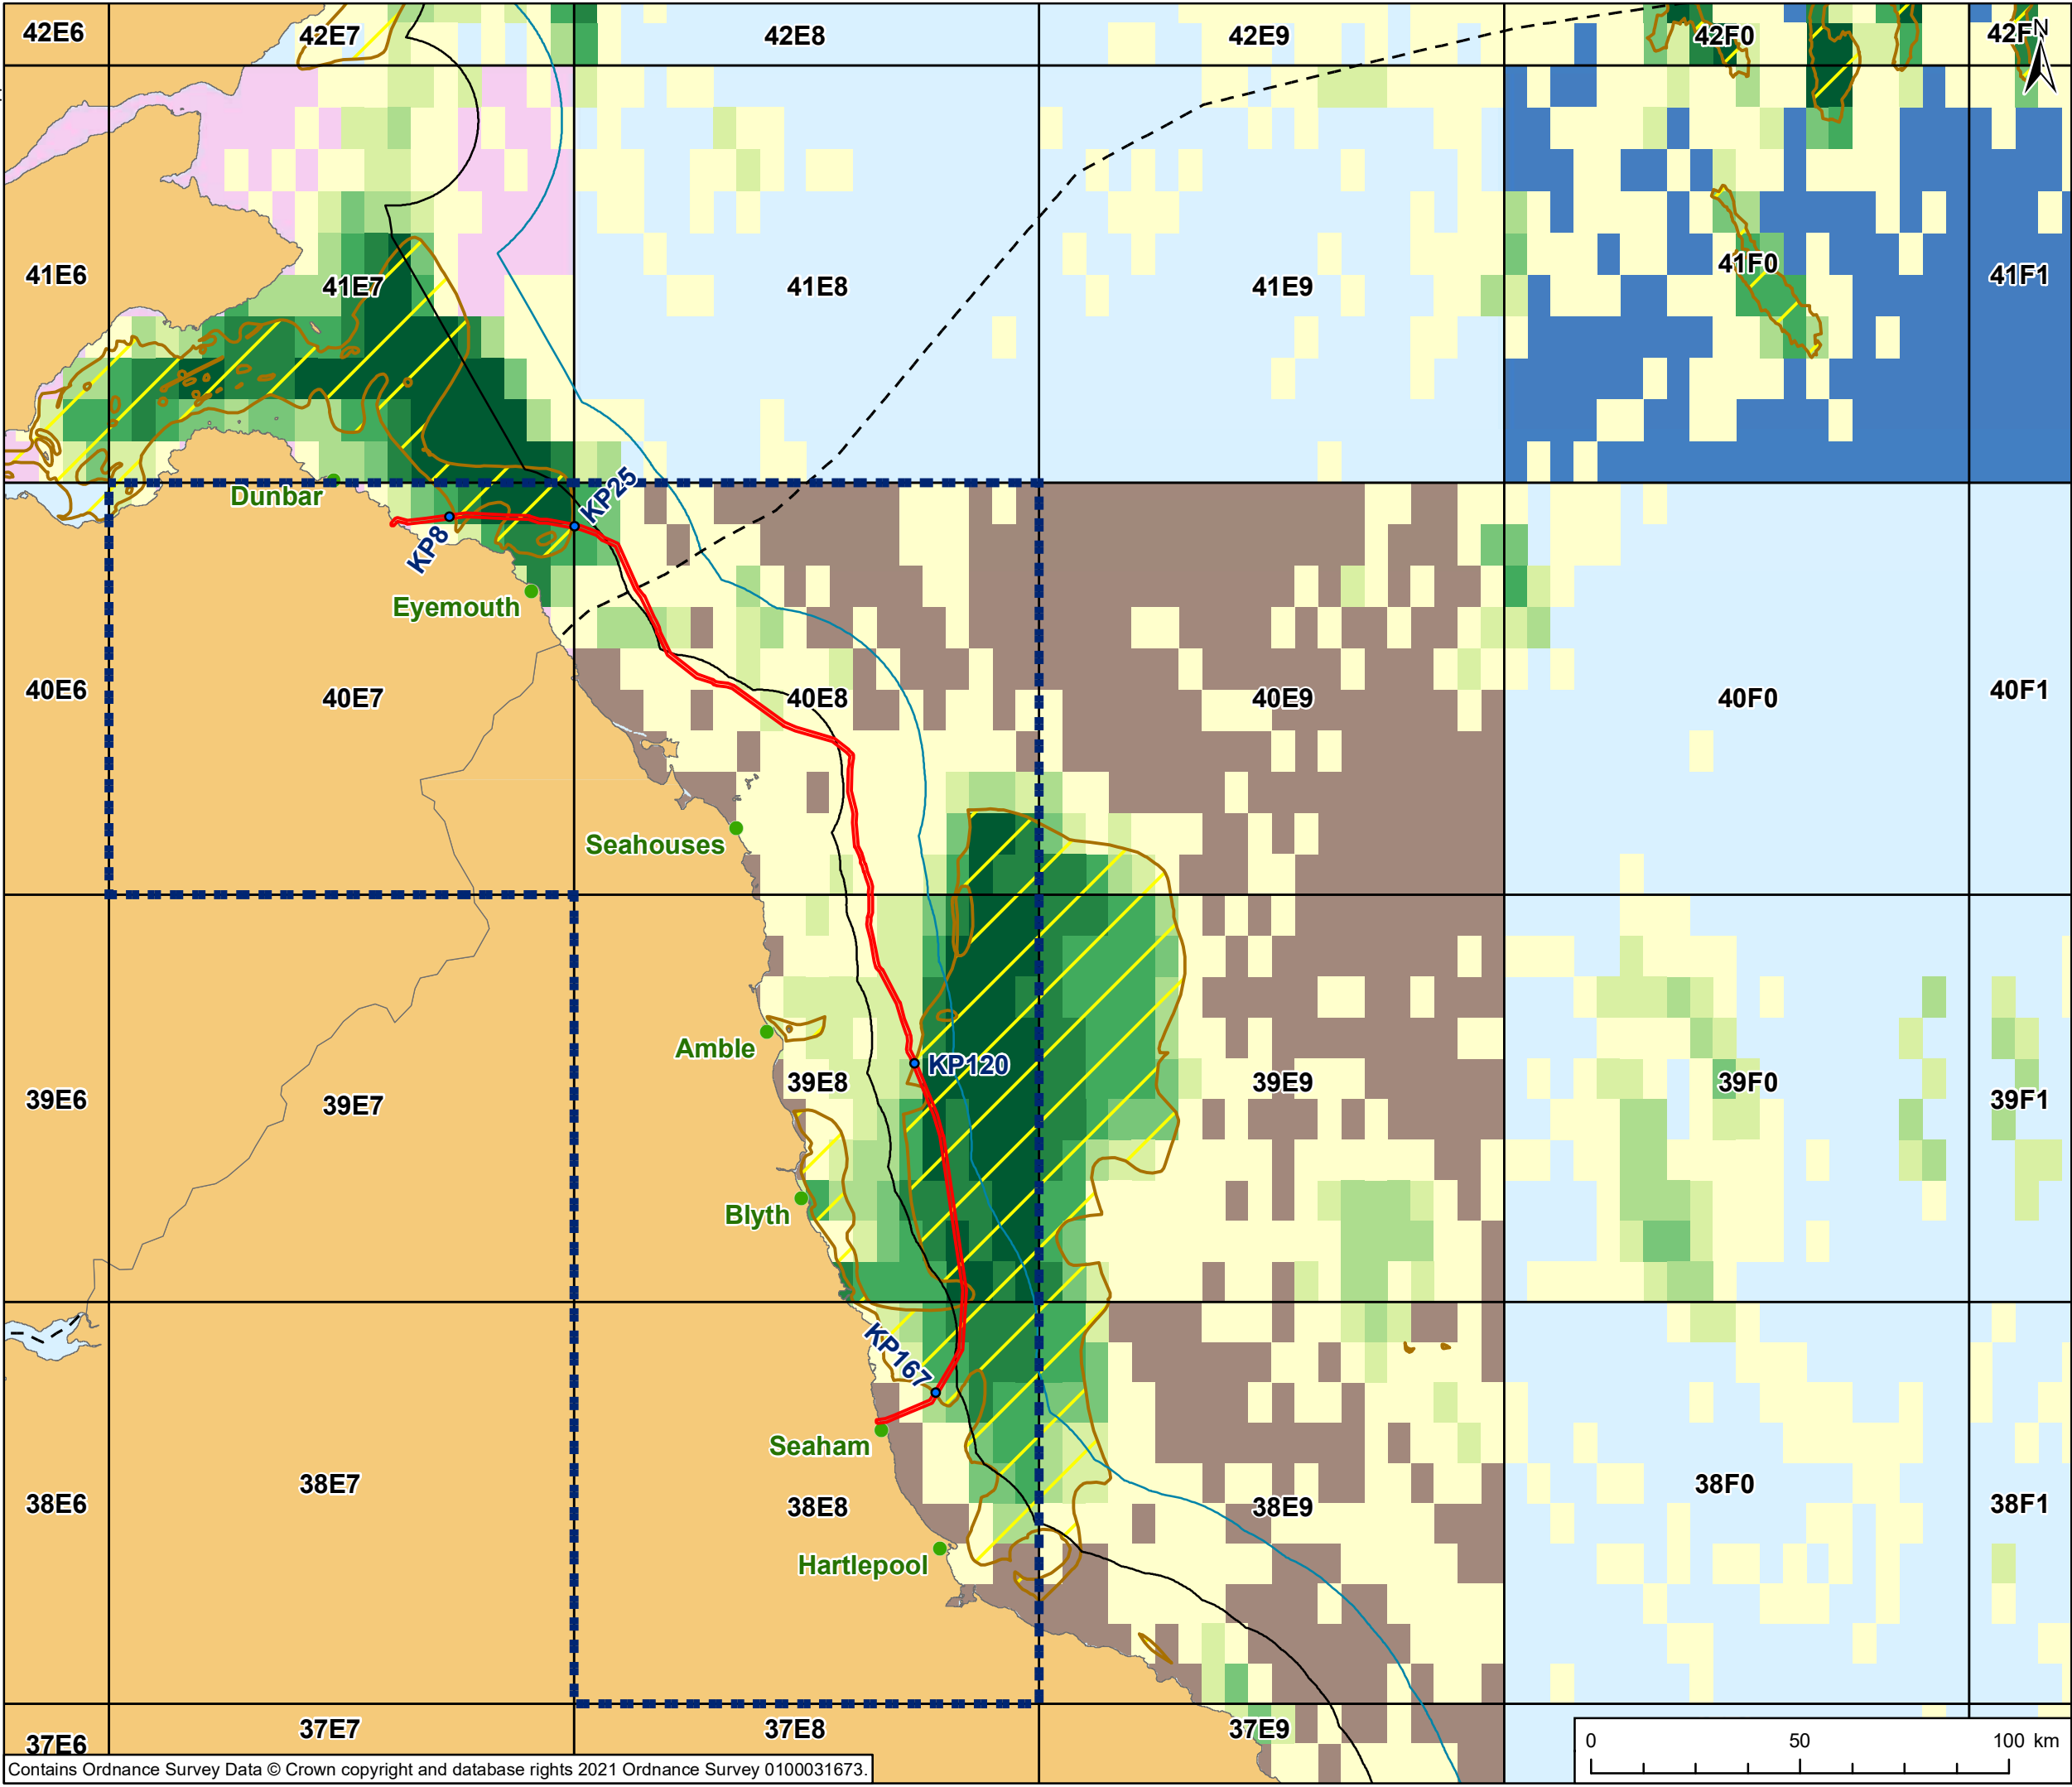 42E6
42E7
42E8
42E9
42F0
42F
N
41E6
41E7
41E8
41E9
41F0
41F1
Dunbar
KP8
KP25
Eyemouth
40E6
40E7
40E8
40E9
40F0
40F1
Seahouses
Amble
KP120
39E6
39E7
39E8
39E9
39F0
39F1
Blyth
KP167
Seaham
38E6
38E7
38E8
38E9
38F0
38F1
Hartlepool
37E6
37E7
37E8
37E9
0 50 100 km
Contains Ordnance Survey Data © Crown copyright and database rights 2021 Ordnance Survey 0100031673.